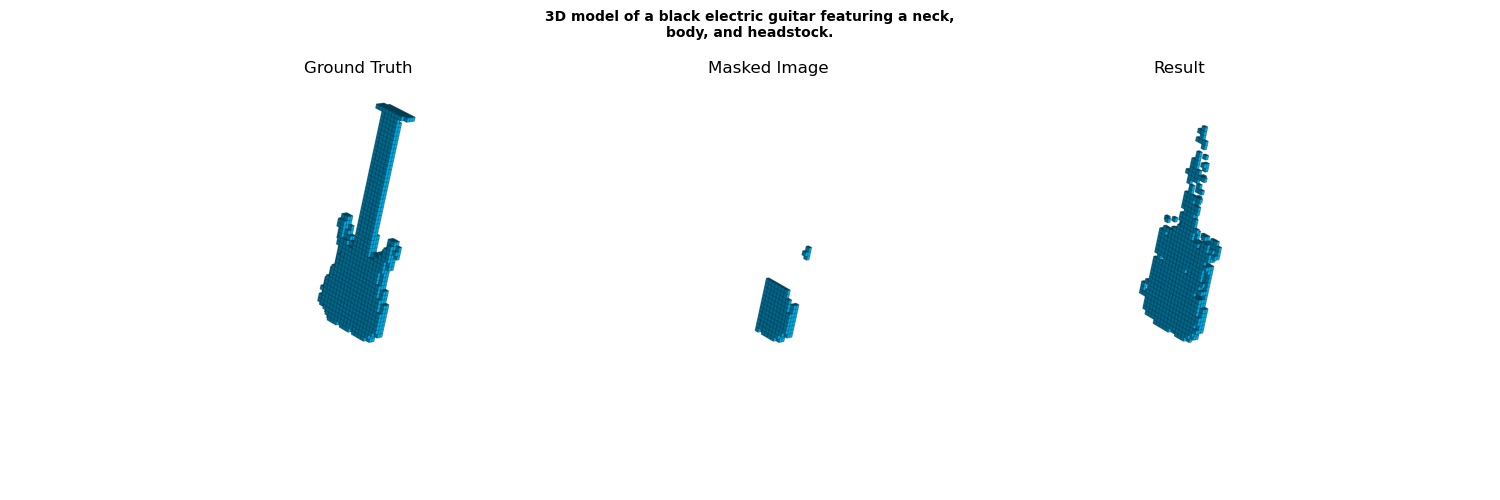 3D model of a black electric guitar featuring a neck,
body, and headstock.
Ground Truth
Masked Image
Result